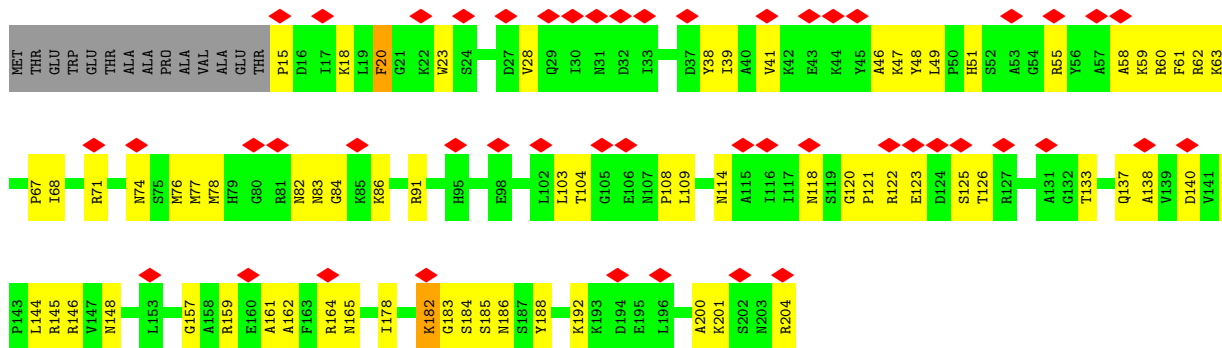 MET THR GLU TRP GLU THR ALA ALA PRO ALA VAL ALA GLU THR P15 D16 I17 K18 L19 F20 G21 K22 W23 S24 D27 V28 Q29 I30 N31 D32 I33 D37 Y38 I39 A40 V41 K42 E43 K44 Y45 A46 K47 Y48 L49 P50 H51 S52 A53 G54 R55 Y56 A57 A58 K59 R60 F61 R62 K63
P67 I68 R71 N74 S75 M76 M77 M78 H79 G80 R81 N82 N83 G84 K85 K86 R91 H95 E98 L102 L103 T104 G105 E106 N107 P108 L109 N114 A115 I116 I117 N118 S119 G120 P121 R122 E123 D124 S125 T126 R127 A131 G132 T133 Q137 A138 V139 D140 V141
P143 L144 R145 R146 V147 N148 L153 G157 A158 R159 E160 A161 A162 F163 R164 N165 I178 K182 G183 S184 S185 N186 S187 Y188 K192 K193 D194 E195 L196 A200 K201 S202 N203 R204